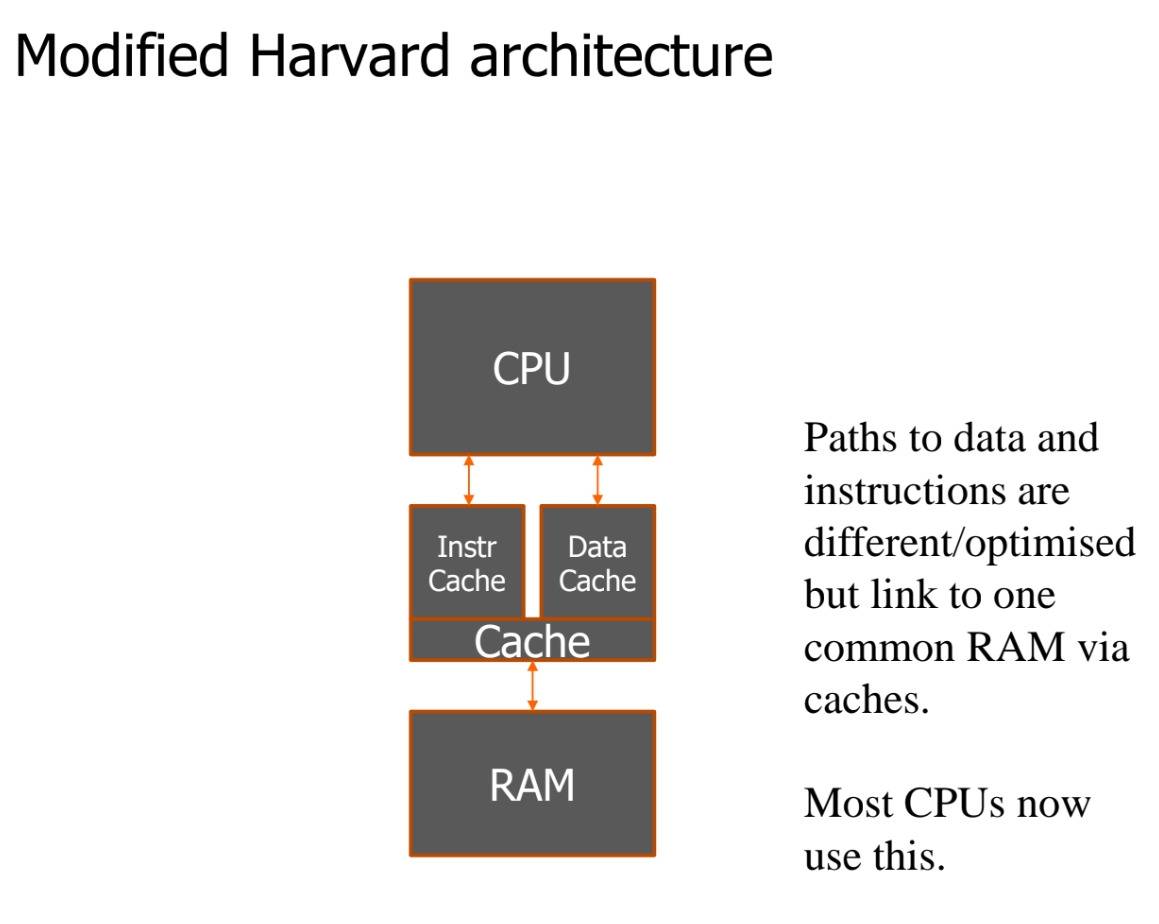 Modified Harvard architecture
CPU
Instr
Cache
Data
Cache
Cache
RAM
Paths to data and
instructions are
different/optimised
but link to one
common RAM via
caches.
Most CPUs now
use this.